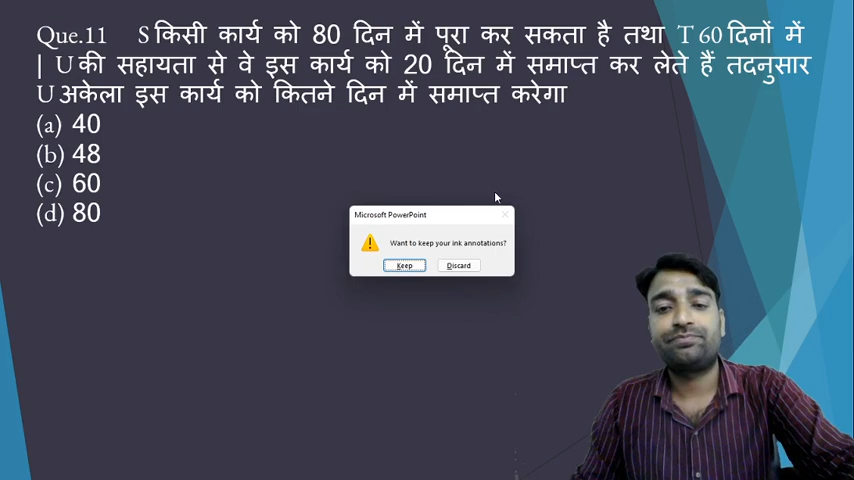 Que.11 S किसी कार्य को 80 दिन में पूरा कर सकता है तथा T 60 दिनों में
| U की सहायता से वे इस कार्य को 20 दिन में समाप्त कर लेते हैं तदनुसार
U अकेला इस कार्य को कितने दिन में समाप्त करेगा
(a) 40
(b) 48
(c) 60
(d) 80
Microsoft PowerPoint
Want to keep your ink annotations?
Keep Discard